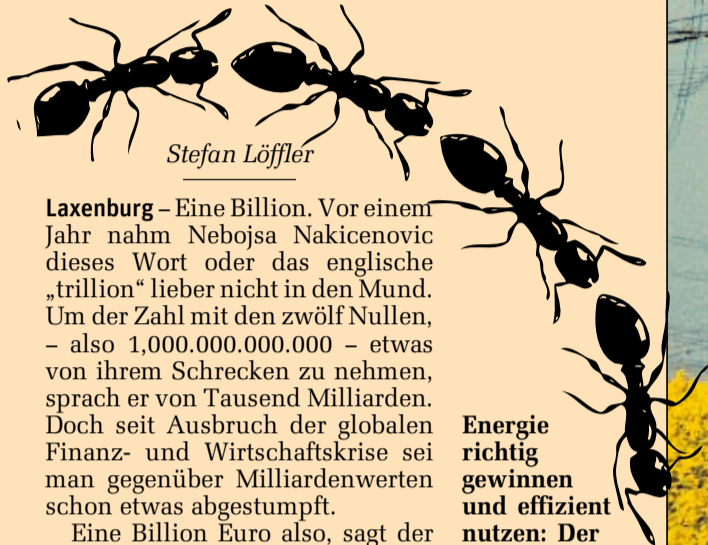 Stefan Löffler
Laxenburg – Eine Billion. Vor einem
Jahr nahm Nebojsa Nakicenovic
dieses Wort oder das englische
„trillion“ lieber nicht in den Mund.
Um der Zahl mit den zwölf Nullen,
– also 1,000.000.000.000 – etwas
von ihrem Schrecken zu nehmen,
sprach er von Tausend Milliarden.
Doch seit Ausbruch der globalen
Finanz- und Wirtschaftskrise sei
man gegenüber Milliardenwerten
schon etwas abgestumpft.
Eine Billion Euro also, sagt der
Energie
richtig
gewinnen
und effizient
nutzen: Der